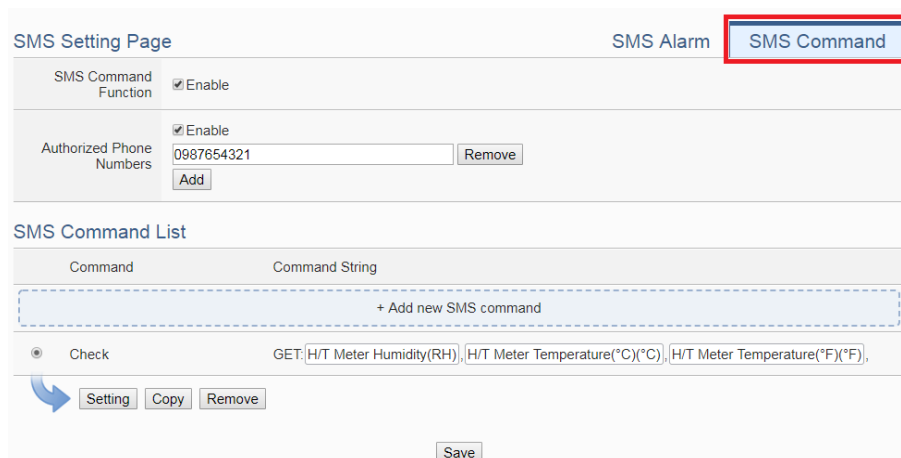 SMS Setting Page SMS Alarm SMS Command
SMS Command Function Enable
Authorized Phone Numbers Enable
0987654321 Remove
Add
SMS Command List
Command Command String
+ Add new SMS command
Check GET: H/T Meter Humidity(RH) , H/T Meter Temperature(°C)(°C) , H/T Meter Temperature(°F)(°F) ,
Setting Copy Remove
Save